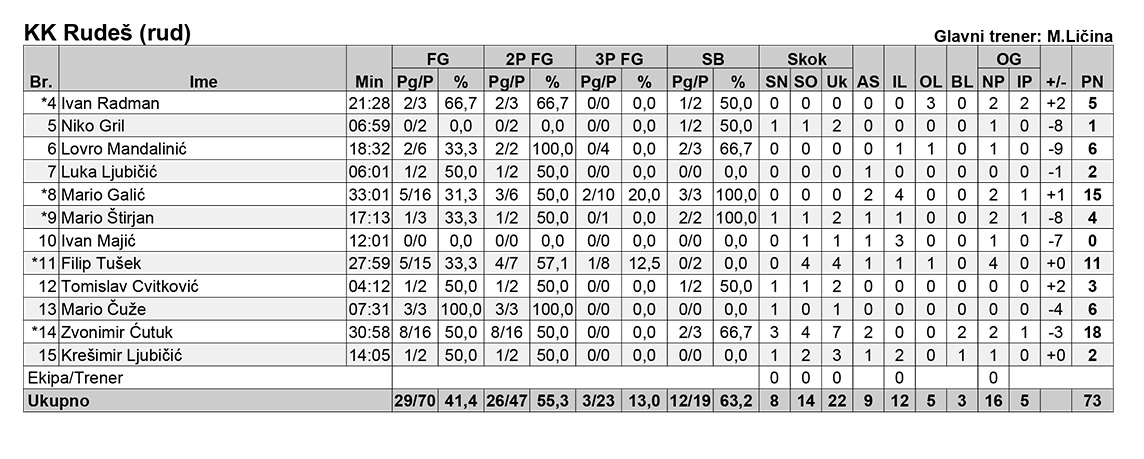 KK Rudeš (rud) Glavni trener: M.Ličina
FG 2P FG 3P FG SB Skok OG
Br. Ime Min Pg/P % Pg/P % Pg/P % Pg/P % SN SO Uk AS IL OL BL NP IP +/- PN
*4 Ivan Radman 21:28 2/3 66,7 2/3 66,7 0/0 0,0 1/2 50,0 0 0 0 0 0 3 0 2 2 +2 5
5 Niko Gril 06:59 0/2 0,0 0/2 0,0 0/0 0,0 1/2 50,0 1 1 2 0 0 0 0 1 0 -8 1
6 Lovro Mandalinić 18:32 2/6 33,3 2/2 100,0 0/4 0,0 2/3 66,7 0 0 0 0 1 1 0 1 0 -9 6
7 Luka Ljubičić 06:01 1/2 50,0 1/2 50,0 0/0 0,0 0/0 0,0 0 0 0 1 0 0 0 0 0 -1 2
*8 Mario Galić 33:01 5/16 31,3 3/6 50,0 2/10 20,0 3/3 100,0 0 0 0 2 4 0 0 2 1 +1 15
*9 Mario Štirjan 17:13 1/3 33,3 1/2 50,0 0/1 0,0 2/2 100,0 1 1 2 1 1 0 0 2 1 -8 4
10 Ivan Majić 12:01 0/0 0,0 0/0 0,0 0/0 0,0 0/0 0,0 0 1 1 1 3 0 0 1 0 -7 0
*11 Filip Tušek 27:59 5/15 33,3 4/7 57,1 1/8 12,5 0/2 0,0 0 4 4 1 1 1 0 4 0 +0 11
12 Tomislav Cvitković 04:12 1/2 50,0 1/2 50,0 0/0 0,0 1/2 50,0 1 1 2 0 0 0 0 0 0 +2 3
13 Mario Čuže 07:31 3/3 100,0 3/3 100,0 0/0 0,0 0/0 0,0 1 0 1 0 0 0 0 0 0 -4 6
*14 Zvonimir Ćutuk 30:58 8/16 50,0 8/16 50,0 0/0 0,0 2/3 66,7 3 4 7 2 0 0 2 2 1 -3 18
15 Krešimir Ljubičić 14:05 1/2 50,0 1/2 50,0 0/0 0,0 0/0 0,0 1 2 3 1 2 0 1 1 0 +0 2
Ekipa/Trener 0 0 0 0 0
Ukupno 29/70 41,4 26/47 55,3 3/23 13,0 12/19 63,2 8 14 22 9 12 5 3 16 5 73